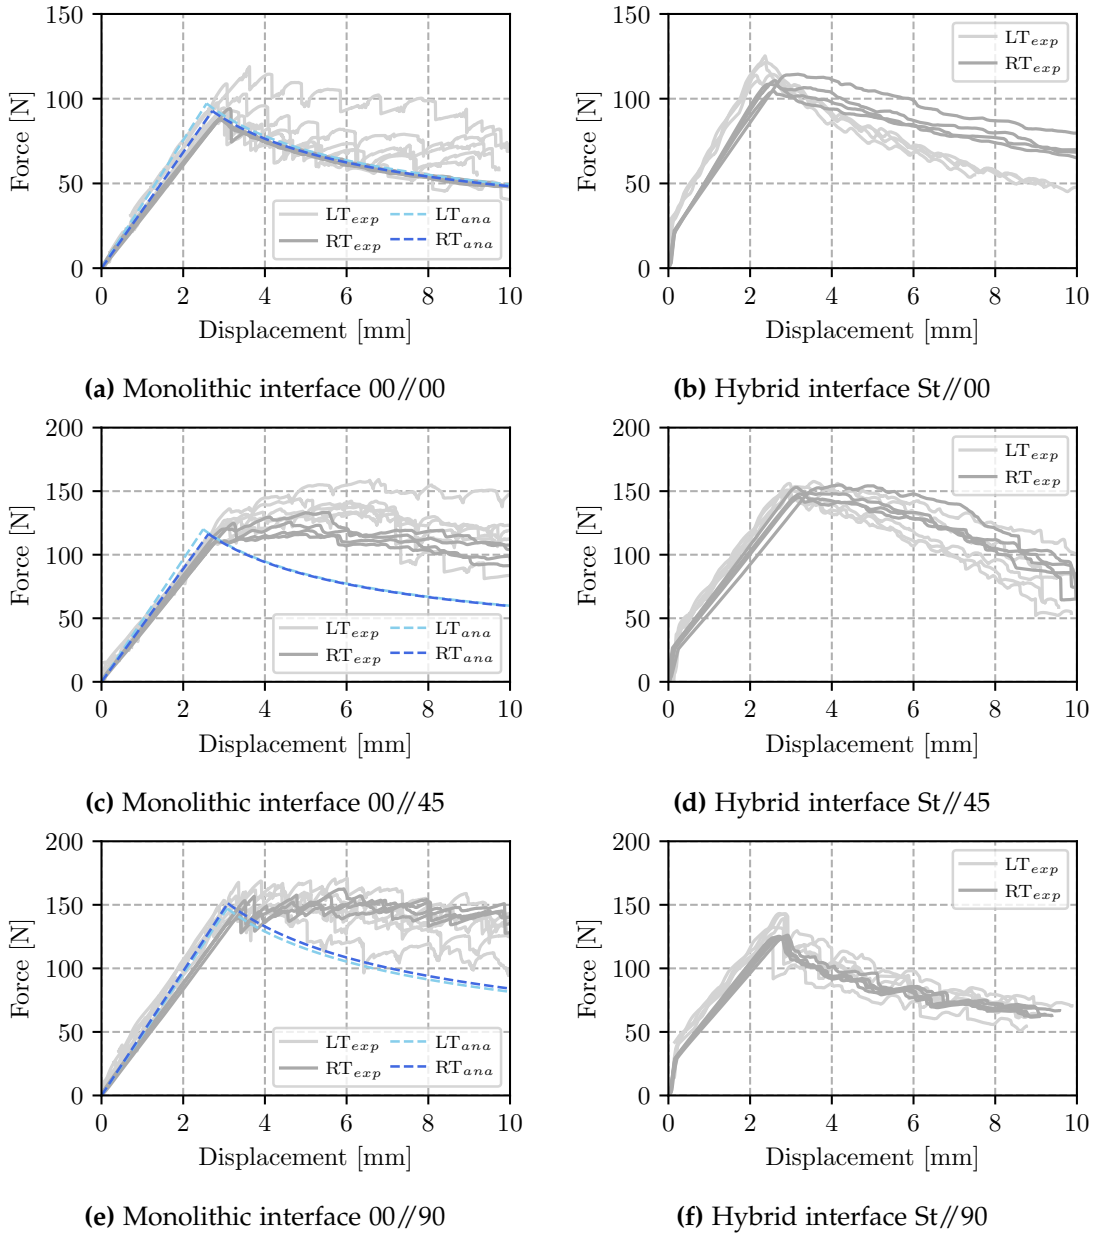 150
100
50
0
Force [N]
0 2 4 6 8 10
Displacement [mm]
LTexp LTana
RTexp RTana
(a) Monolithic interface 00//00
150
100
50
0
Force [N]
0 2 4 6 8 10
Displacement [mm]
LTexp
RTexp
(b) Hybrid interface St//00
200
150
100
50
0
Force [N]
0 2 4 6 8 10
Displacement [mm]
LTexp LTana
RTexp RTana
(c) Monolithic interface 00//45
200
150
100
50
0
Force [N]
0 2 4 6 8 10
Displacement [mm]
LTexp
RTexp
(d) Hybrid interface St//45
200
150
100
50
0
Force [N]
0 2 4 6 8 10
Displacement [mm]
LTexp LTana
RTexp RTana
(e) Monolithic interface 00//90
200
150
100
50
0
Force [N]
0 2 4 6 8 10
Displacement [mm]
LTexp
RTexp
(f) Hybrid interface St//90